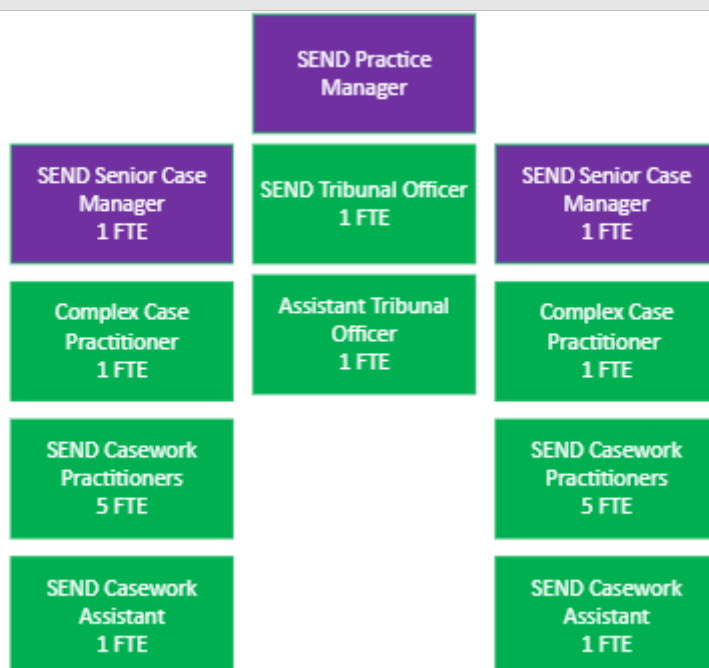 SEND Practice
Manager
SEND Senior Case
Manager
1 FTE
SEND Tribunal Officer
1 FTE
SEND Senior Case
Manager
1 FTE
Complex Case
Practitioner
1 FTE
Assistant Tribunal
Officer
1 FTE
Complex Case
Practitioner
1 FTE
SEND Casework
Practitioners
5 FTE
SEND Casework
Practitioners
5 FTE
SEND Casework
Assistant
1 FTE
SEND Casework
Assistant
1 FTE